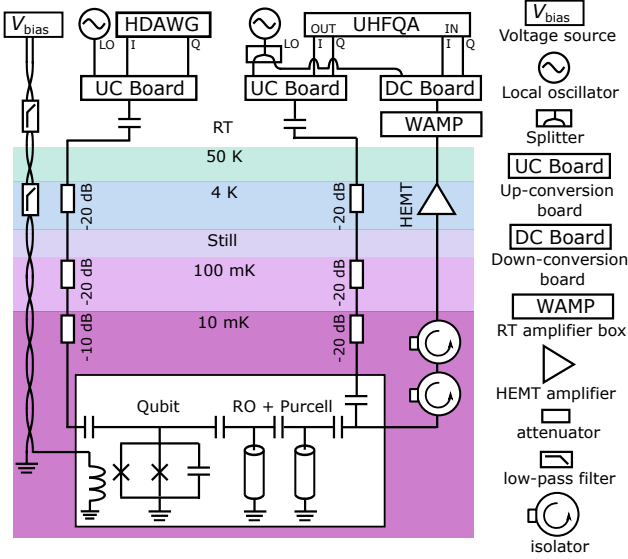 V_bias
HDAWG
LO
I
Q
UC Board
UHFQA
OUT
IN
LO
I
Q
I
Q
UC Board
DC Board
WAMP
RT
50 K
4 K
-20 dB
-20 dB
HEMT
Still
100 mK
-20 dB
-20 dB
10 mK
-10 dB
-20 dB
Qubit
RO + Purcell
V_bias
Voltage source
Local oscillator
Splitter
UC Board
Up-conversion
board
DC Board
Down-conversion
board
WAMP
RT amplifier box
HEMT amplifier
attenuator
low-pass filter
isolator